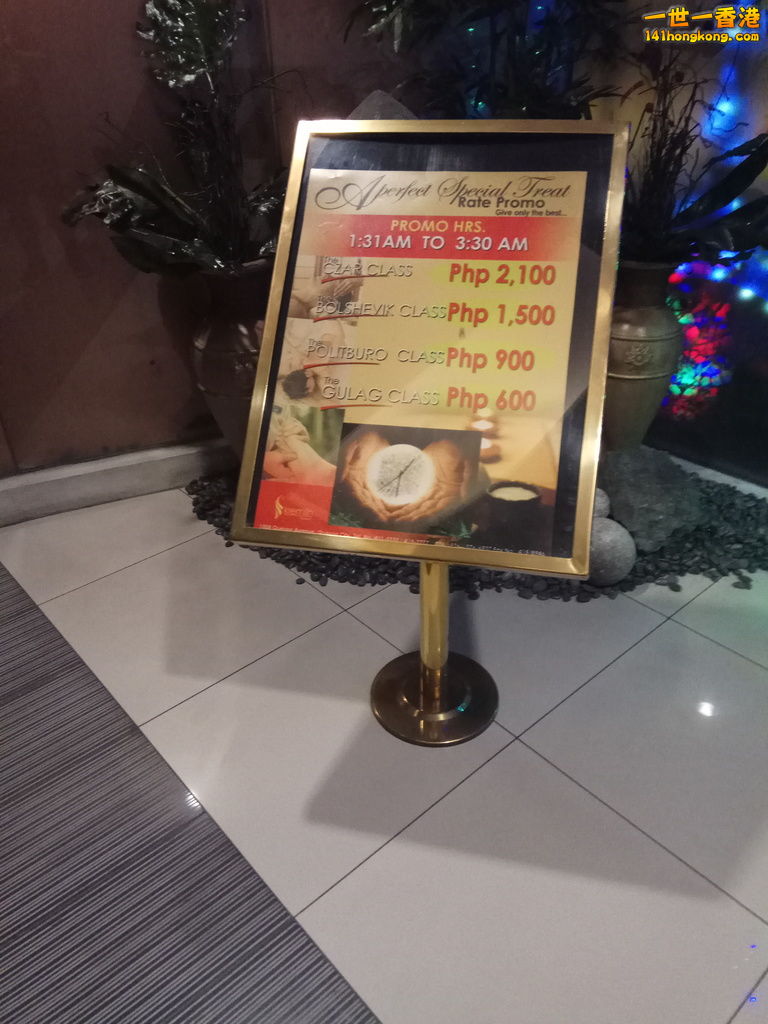 一世一香港
141hongkong.com
A perfect Special Treat
Rate Promo
Give only the best...
PROMO HRS.
1:31AM TO 3:30 AM
The
CZAR CLASS Php 2,100
The
BOLSHEVIK CLASS Php 1,500
The
POLITBURO CLASS Php 900
The
GULAG CLASS Php 600